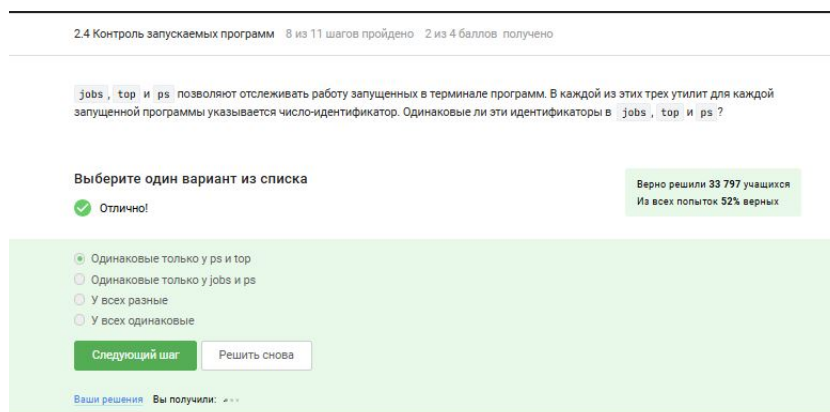 2.4 Контроль запускаемых программ 8 из 11 шагов пройдено 2 из 4 баллов получено
jobs, top и ps позволяют отслеживать работу запущенных в терминале программ. В каждой из этих трех утилит для каждой
запущенной программы указывается число-идентификатор. Одинаковые ли эти идентификаторы в jobs, top и ps?
Выберите один вариант из списка
Отлично!
Верно решили 33 797 учащихся
Из всех попыток 52% верных
Одинаковые только у ps и top
Одинаковые только у jobs и ps
У всех разные
У всех одинаковые
Следующий шаг
Решить снова
Ваши решения Вы получили: